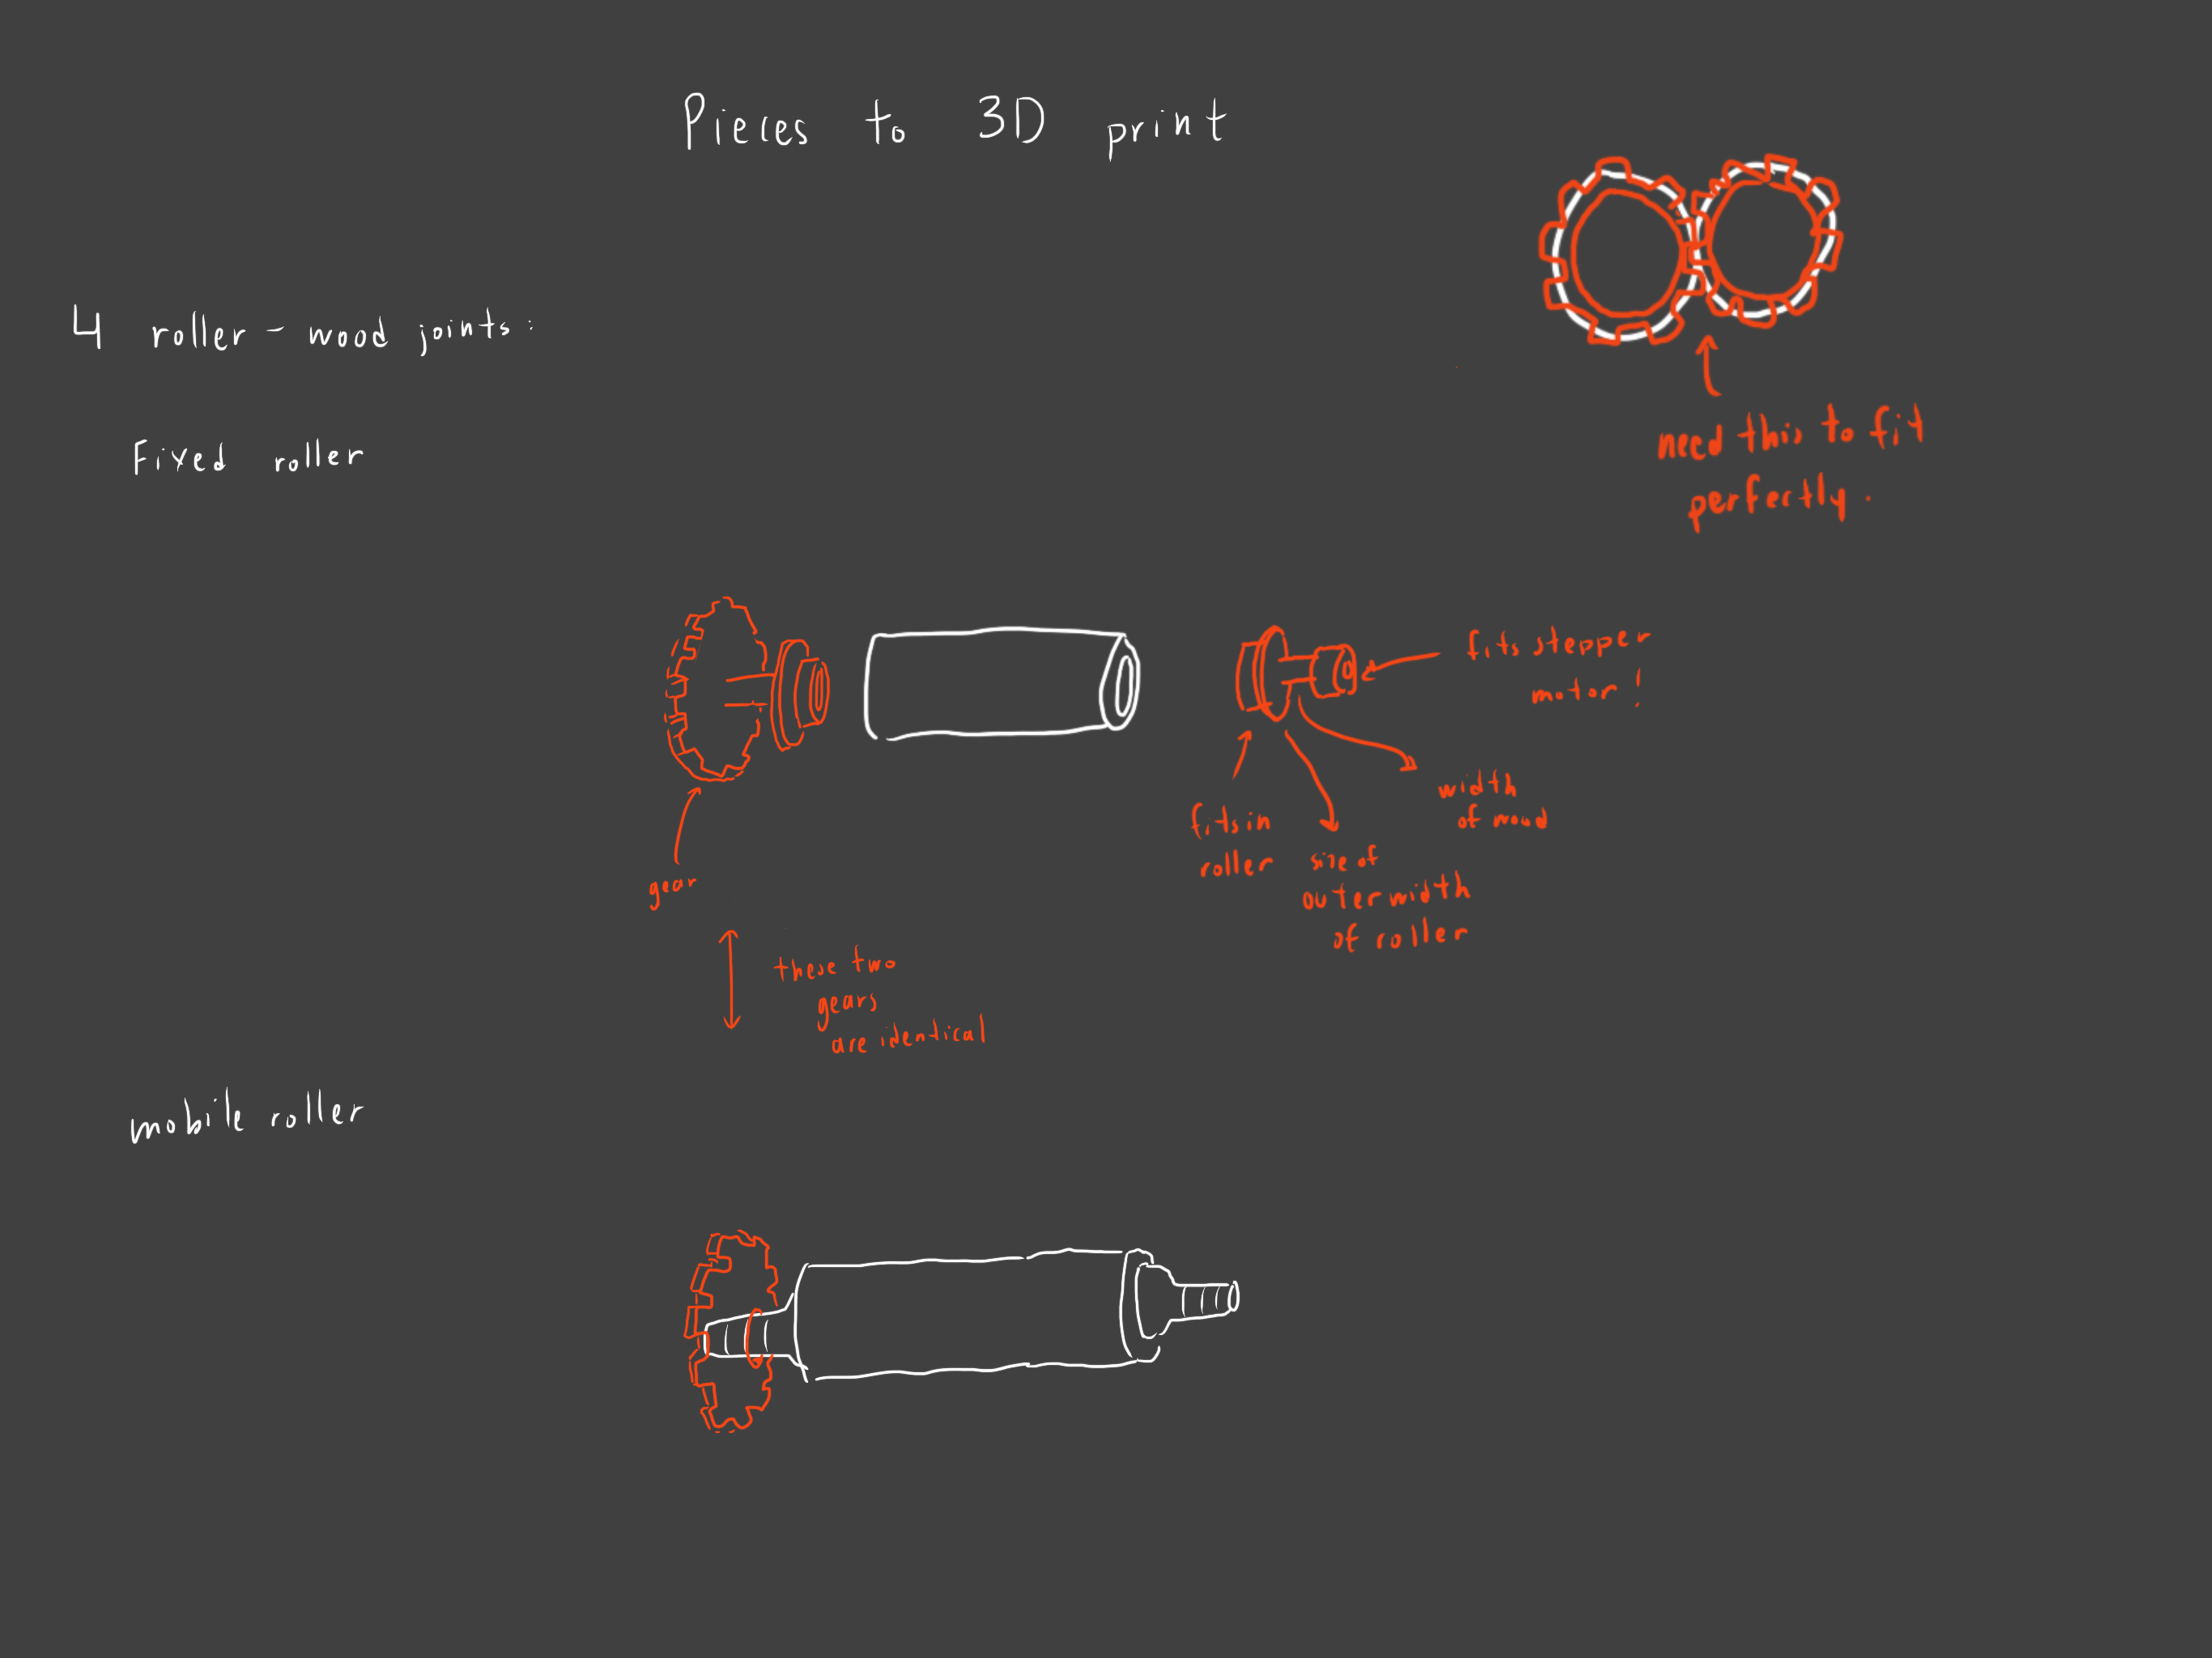 Pieces to 3D print
4 roller-wood joints:
Fixed roller
need this to fit
perfectly.
fits stepper
motor!
width
of wood
fits in
roller
size of
outer width
of roller
gear
these two
gears
are identical
mobile roller